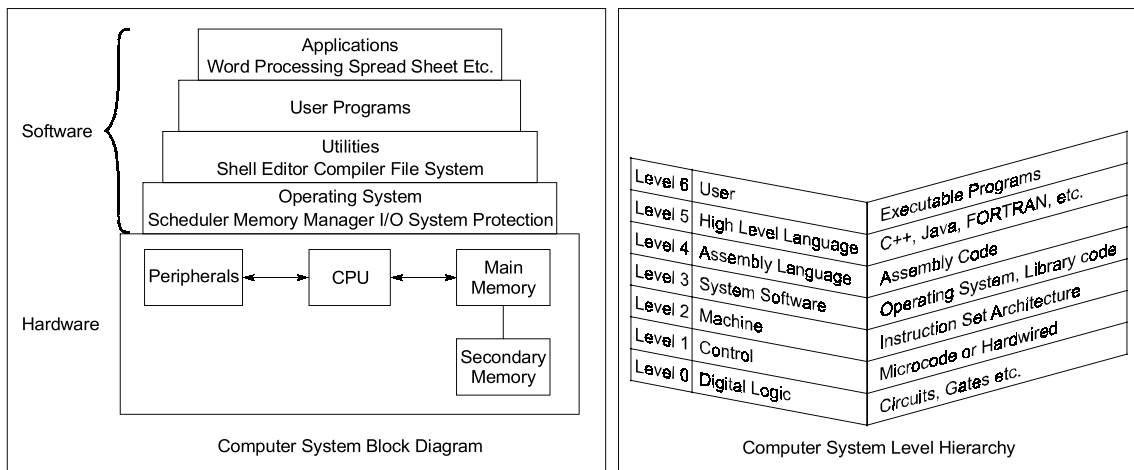 Applications
Word Processing Spread Sheet Etc.
User Programs
Software
Utilities
Shell Editor Compiler File System
Operating System
Scheduler Memory Manager I/O System Protection
Peripherals
CPU
Main
Memory
Hardware
Secondary
Memory
Computer System Block Diagram
Level 6 User Executable Programs
Level 5 High Level Language C++, Java, FORTRAN, etc.
Level 4 Assembly Language Assembly Code
Level 3 System Software Operating System, Library code
Level 2 Machine Instruction Set Architecture
Level 1 Control Microcode or Hardwired
Level 0 Digital Logic Circuits, Gates etc.
Computer System Level Hierarchy